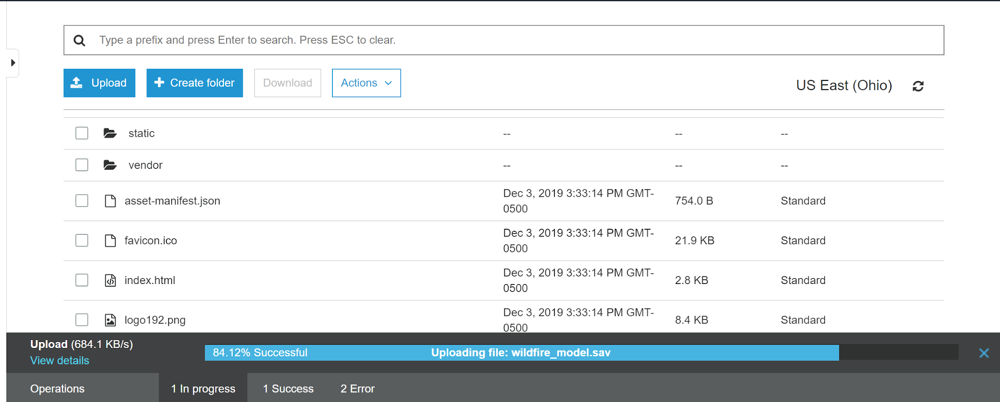 Type a prefix and press Enter to search. Press ESC to clear.
Upload
Create folder
Download
Actions
US East (Ohio)
static -- -- --
vendor -- -- --
asset-manifest.json Dec 3, 2019 3:33:14 PM GMT-
0500 754.0 B Standard
favicon.ico Dec 3, 2019 3:33:14 PM GMT-
0500 21.9 KB Standard
index.html Dec 3, 2019 3:33:14 PM GMT-
0500 2.8 KB Standard
logo192.png Dec 3, 2019 3:33:14 PM GMT-
0500 8.4 KB Standard
Upload (684.1 KB/s)
View details
84.12% Successful
Uploading file: wildfire_model.sav
Operations
1 In progress
1 Success
2 Error